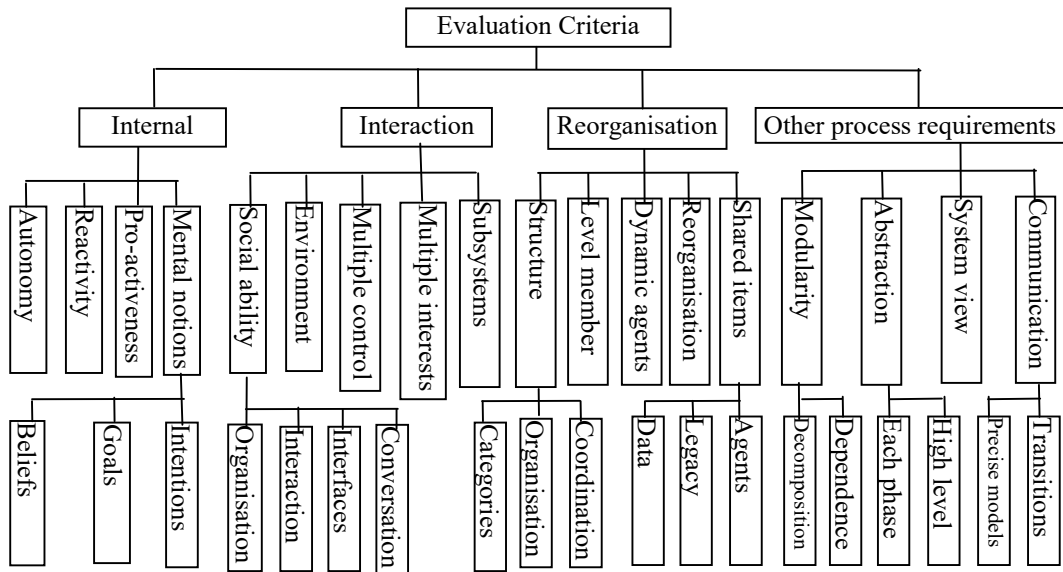 Evaluation Criteria
Internal
Interaction
Reorganisation
Other process requirements
Autonomy
Reactivity
Pro-activeness
Mental notions
Social ability
Environment
Multiple control
Multiple interests
Subsystems
Structure
Level member
Dynamic agents
Reorganisation
Shared items
Modularity
Abstraction
System view
Communication
Beliefs
Goals
Intentions
Organisation
Interaction
Interfaces
Conversation
Categories
Organisation
Coordination
Data
Legacy
Agents
Decomposition
Dependence
Each phase
High level
Precise models
Transitions